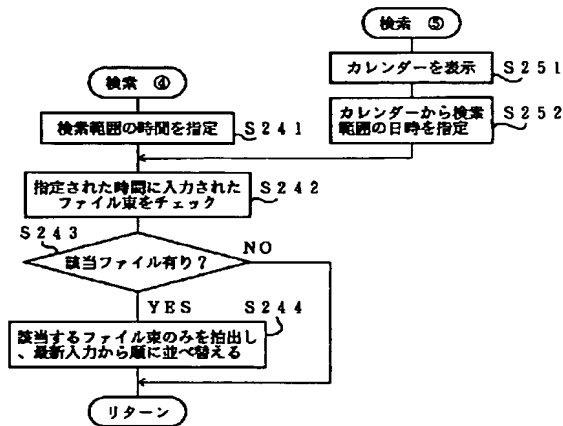 検索 ⑤
カレンダーを表示
S251
検索 ④
カレンダーから検索
範囲の日時を指定
S252
検索範囲の時間を指定
S241
指定された時間に入力された
ファイル束をチェック
S242
S243
該当ファイル有り?
NO
YES
S244
該当するファイル束のみを抽出し
、最新入力から順に並べ替える
リターン